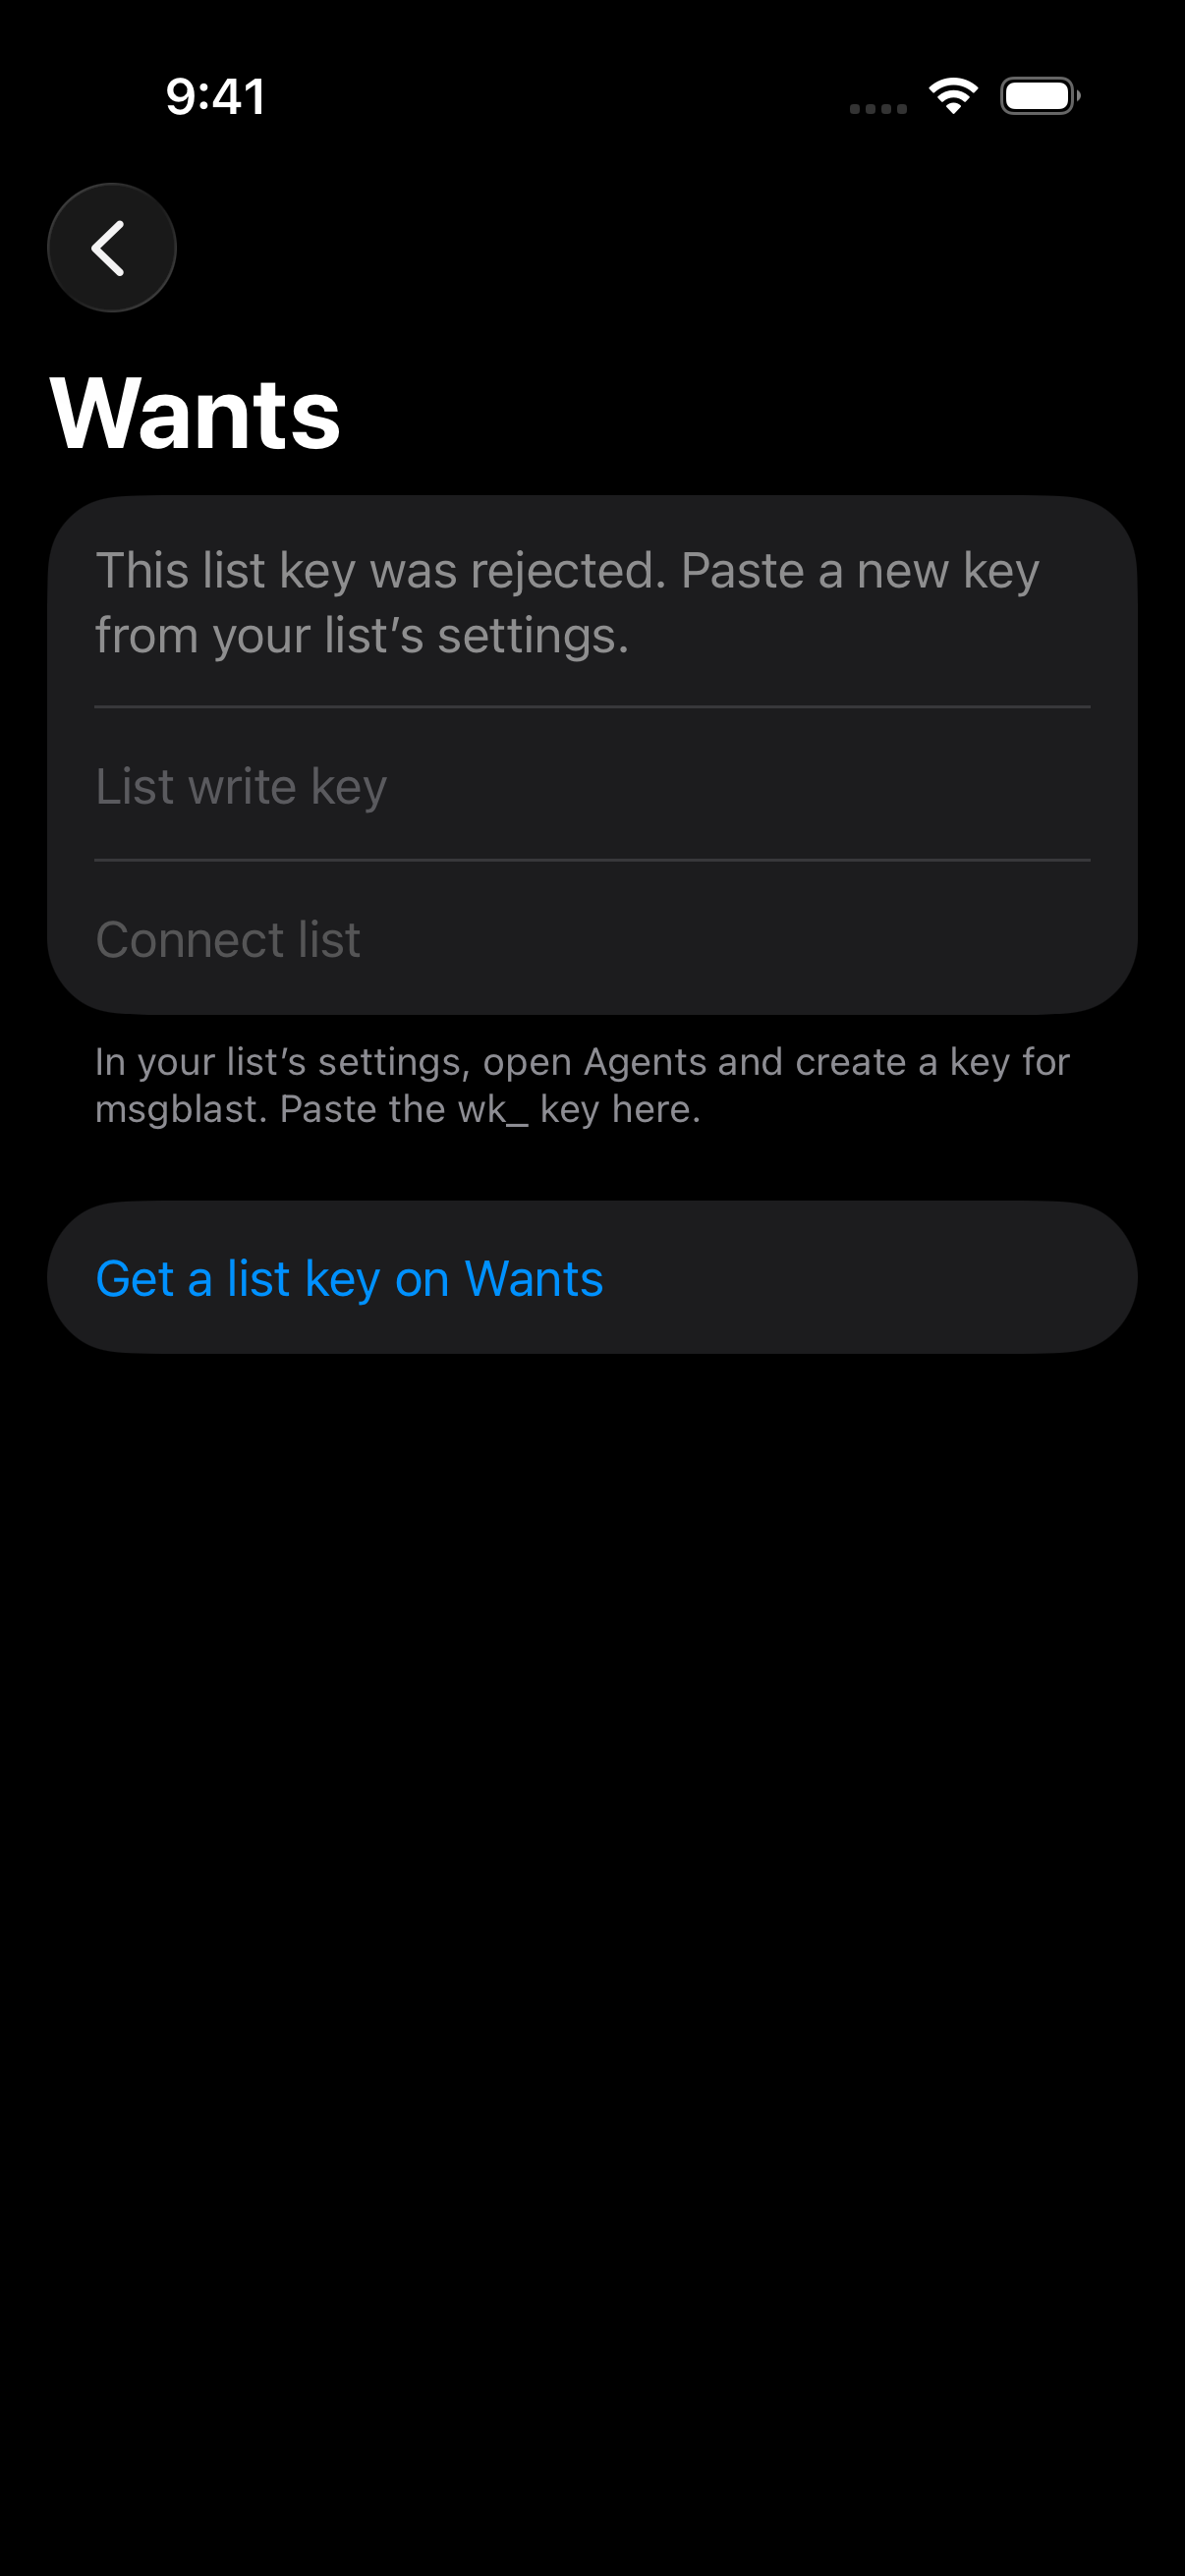 9:41
Wants
This list key was rejected. Paste a new key
from your list’s settings.
List write key
Connect list
In your list’s settings, open Agents and create a key for
msgblast. Paste the wk_ key here.
Get a list key on Wants